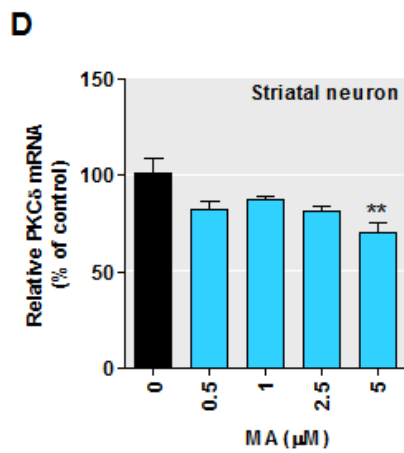 D
Striatal neuron
Relative PKCδ mRNA
(% of control)
150
100
50
0
**
0
0.5
1
2.5
5
MA (μM)